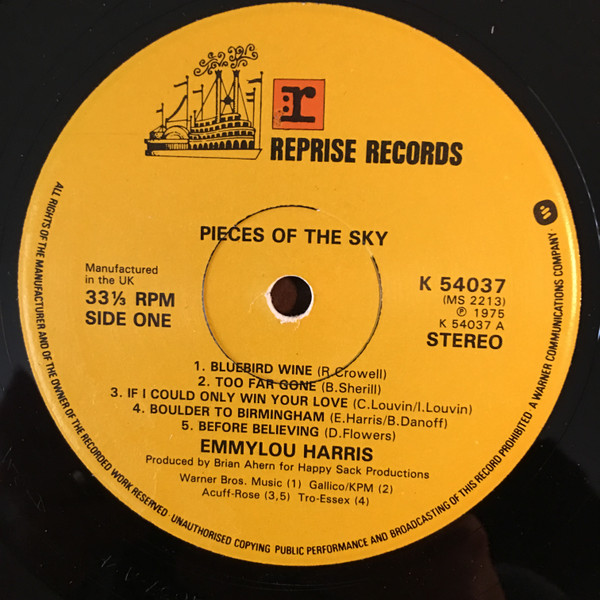 :r
REPRISE RECORDS
PIECES OF THE SKY
Manufactured
in the UK
33⅓ RPM
SIDE ONE
K 54037
(MS 2213)
℗ 1975
K 54037 A
STEREO
1. BLUEBIRD WINE (R.Crowell)
2. TOO FAR GONE (B.Sherill)
3. IF I COULD ONLY WIN YOUR LOVE (C.Louvin/I.Louvin)
4. BOULDER TO BIRMINGHAM (E.Harris/B.Danoff)
5. BEFORE BELIEVING (D.Flowers)
EMMYLOU HARRIS
Produced by Brian Ahern for Happy Sack Productions
Warner Bros. Music (1) Gallico/KPM (2)
Acuff-Rose (3,5) Tro-Essex (4)
ALL RIGHTS OF THE MANUFACTURER AND OF THE OWNER OF THE RECORDED WORK RESERVED · UNAUTHORISED COPYING PUBLIC PERFORMANCE AND BROADCASTING OF THIS RECORD PROHIBITED A WARNER COMMUNICATIONS COMPANY ·